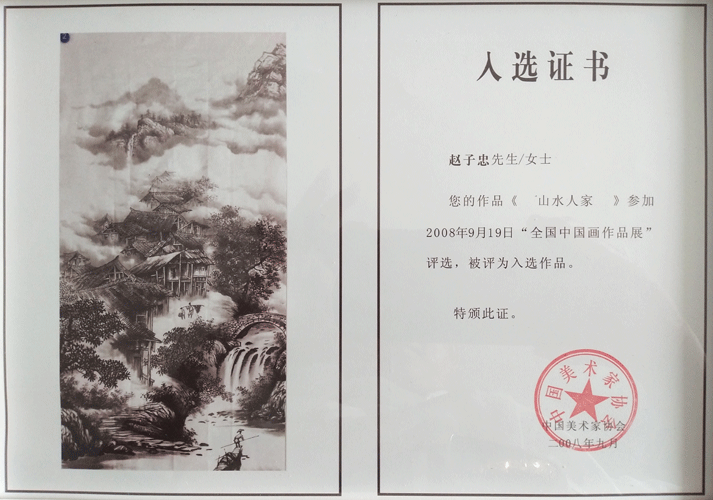 入选证书
赵子忠先生/女士
您的作品《 山水人家 》参加
2008年9月19日“全国中国画作品展”
评选，被评为入选作品。
特颁此证。
中国美术家协会
中国美术家协会
二00八年九月